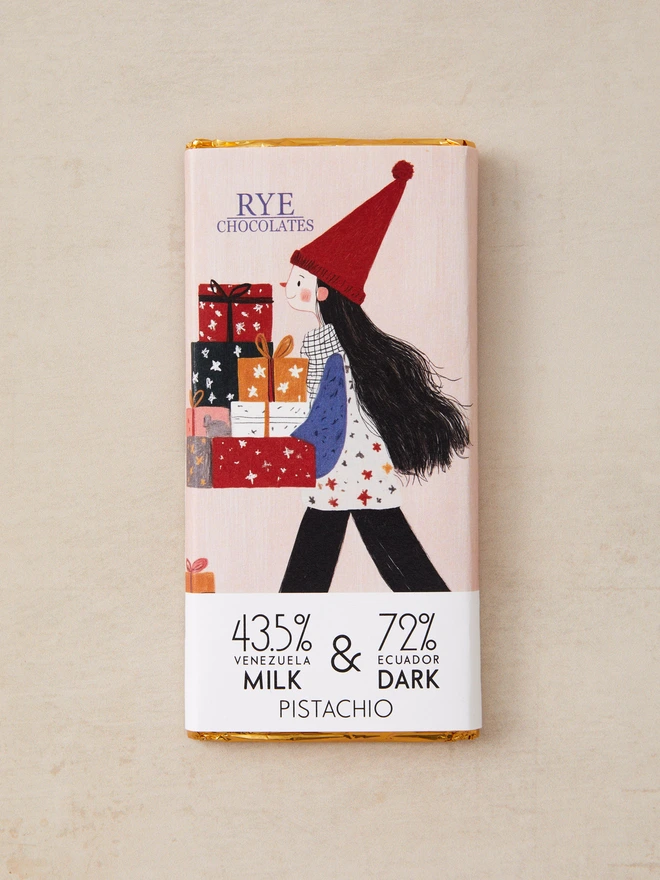 RYE
CHOCOLATES
43.5% & 72%
VENEZUELA ECUADOR
MILK DARK
PISTACHIO